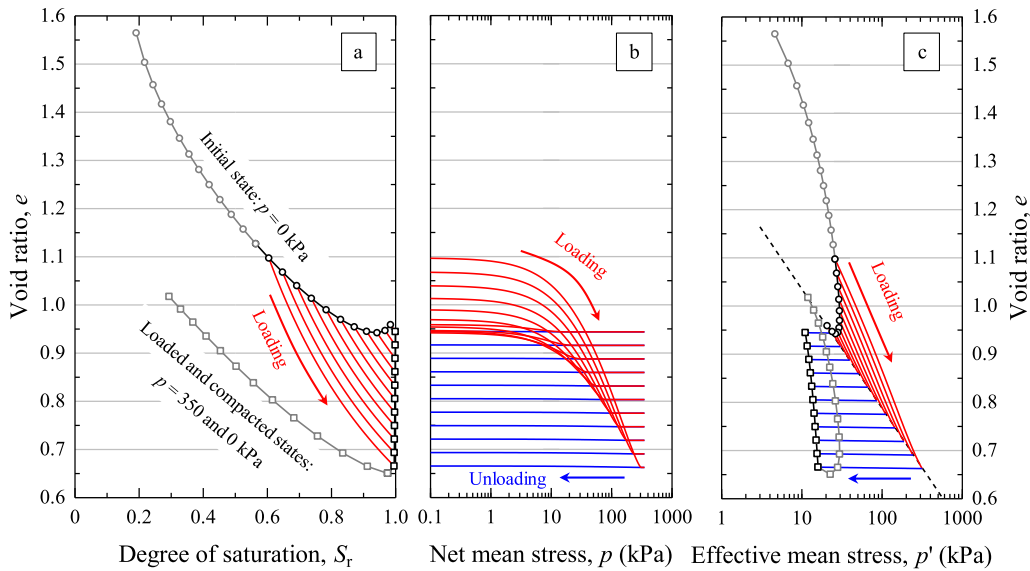 a
b
c
1.6
1.5
1.4
1.3
1.2
1.1
1.0
0.9
0.8
0.7
0.6
Void ratio, e
Initial state: p = 0 kPa
Loading
Loaded and compacted states:
p = 350 and 0 kPa
0
0.2
0.4
0.6
0.8
1.0
Degree of saturation, Sr
Loading
Unloading
0.1
1
10
100
1000
Net mean stress, p (kPa)
Loading
1
10
100
1000
Effective mean stress, p' (kPa)
1.6
1.5
1.4
1.3
1.2
1.1
1.0
0.9
0.8
0.7
0.6
Void ratio, e